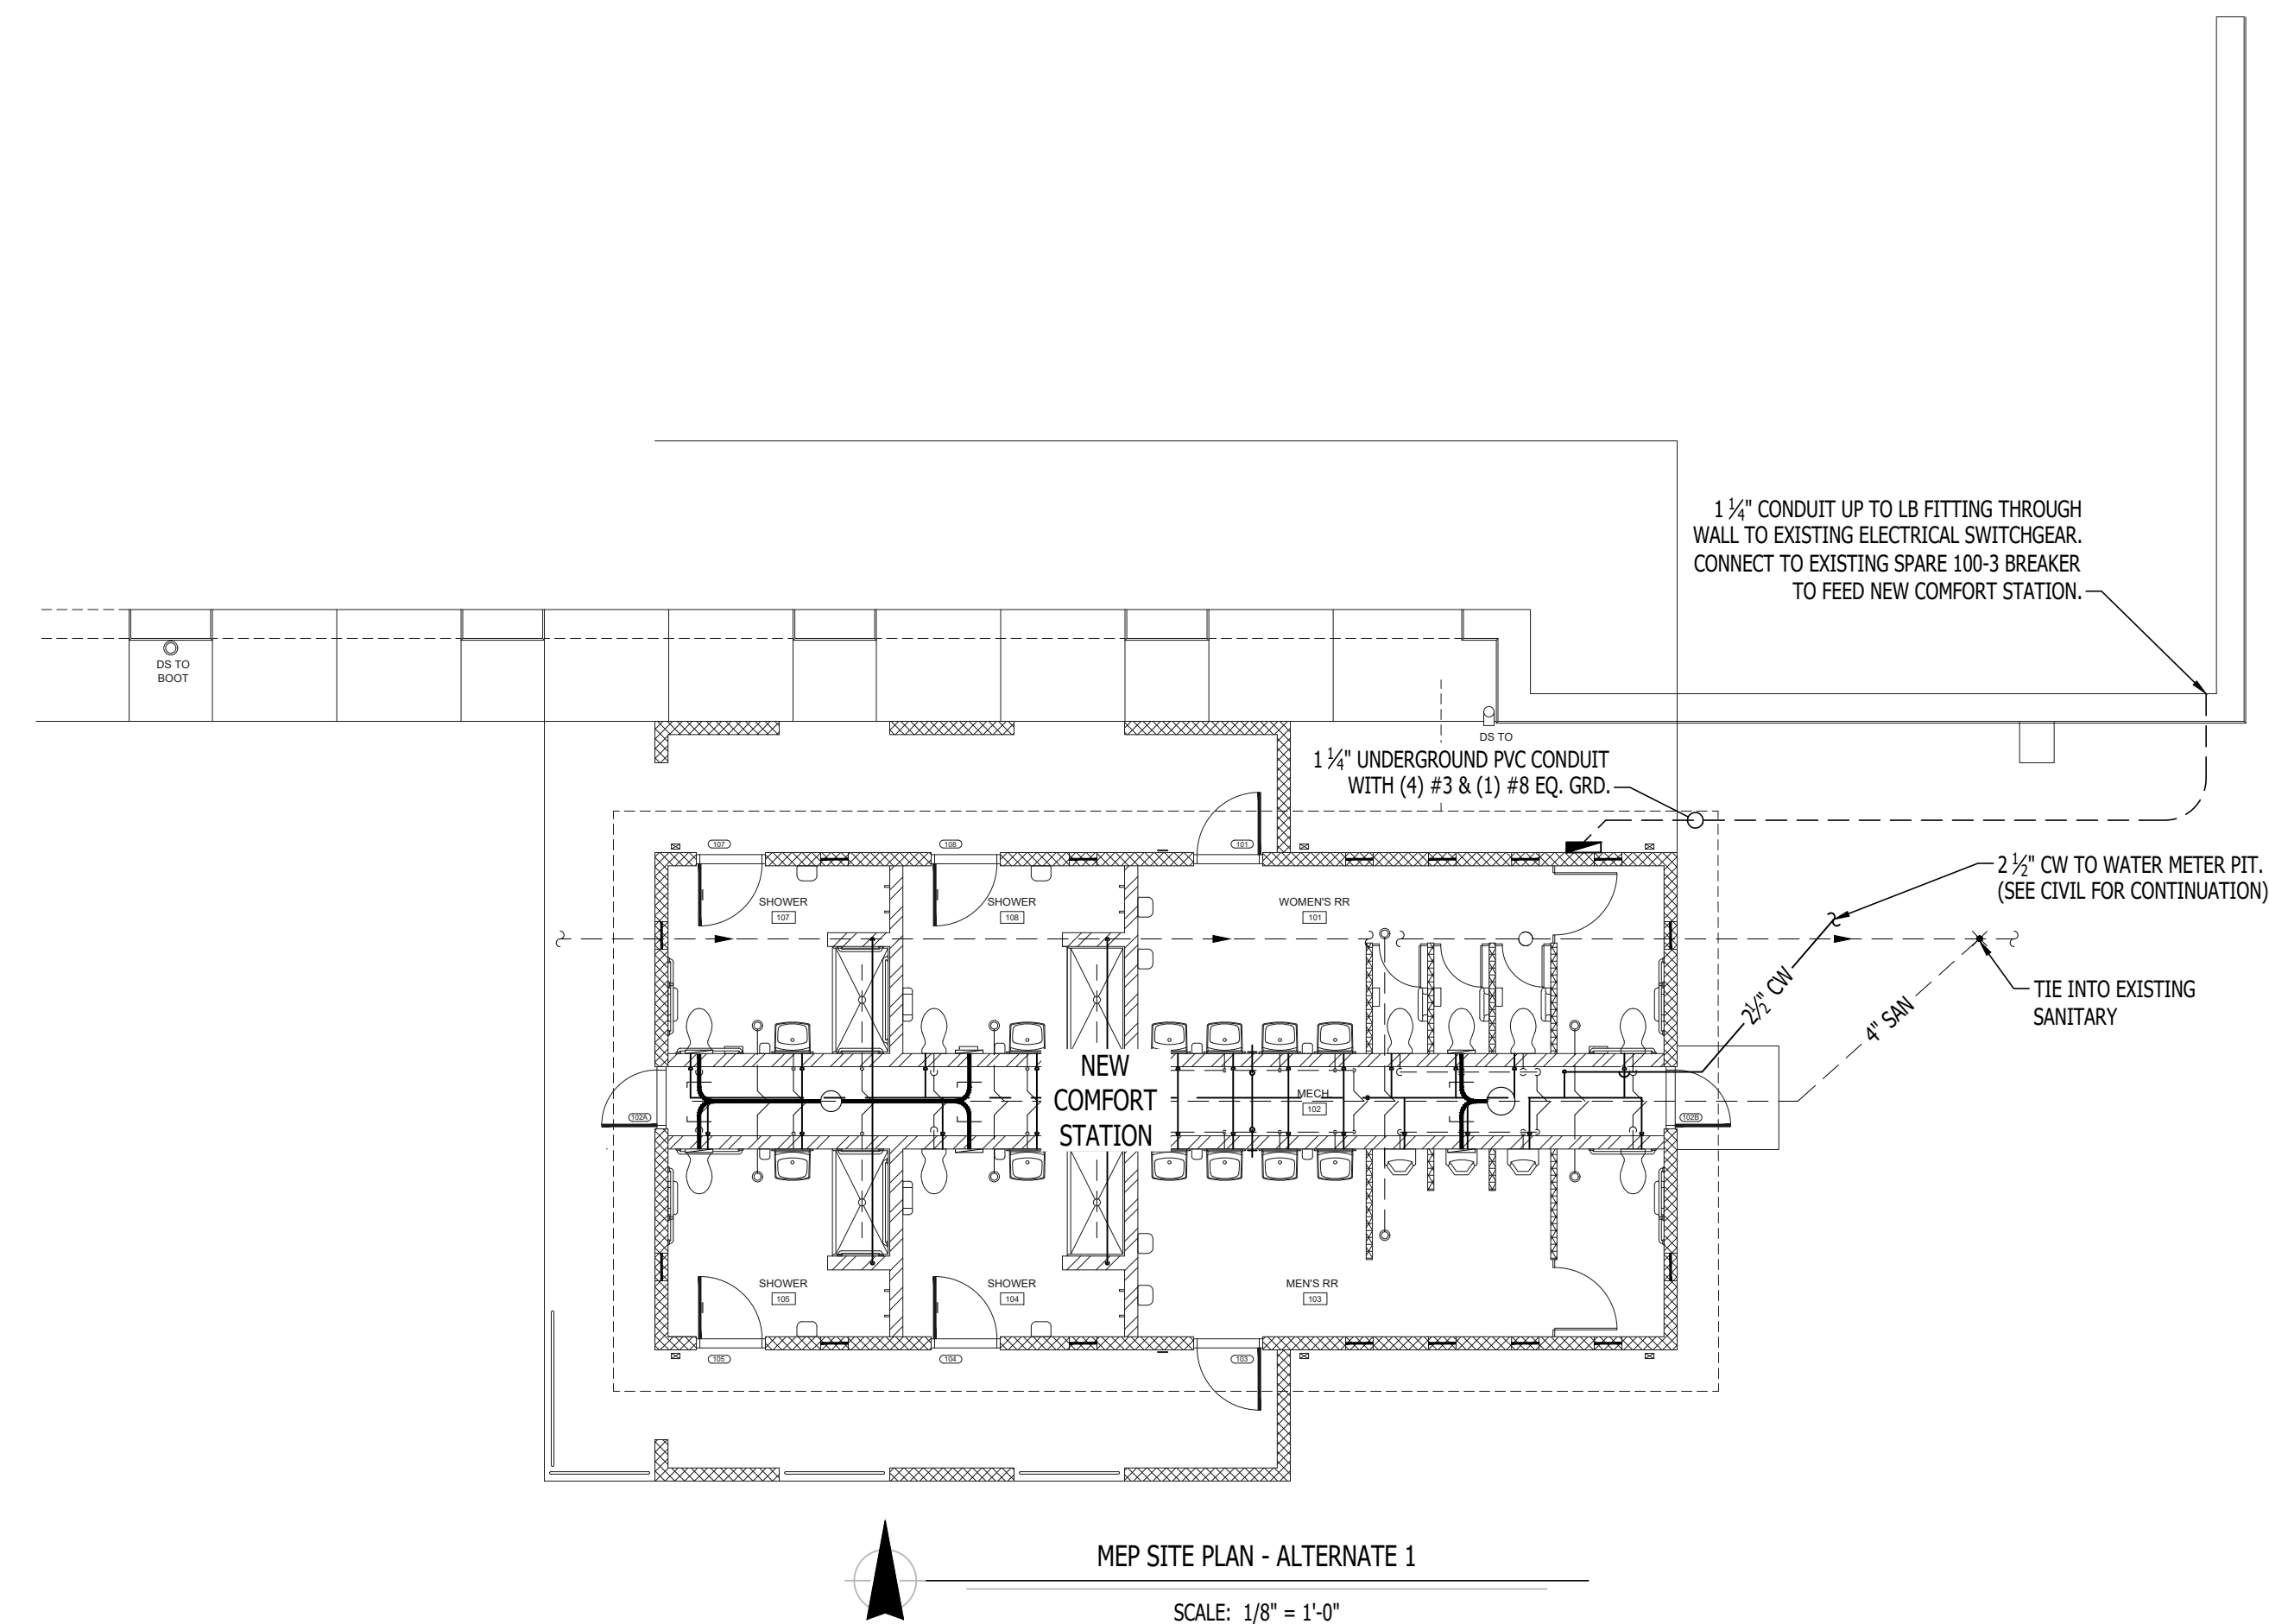 1 ¼" CONDUIT UP TO LB FITTING THROUGH
WALL TO EXISTING ELECTRICAL SWITCHGEAR.
CONNECT TO EXISTING SPARE 100-3 BREAKER
TO FEED NEW COMFORT STATION.
DS TO
BOOT
DS TO
1 ¼" UNDERGROUND PVC CONDUIT
WITH (4) #3 & (1) #8 EQ. GRD.
107
108
101
2 ½" CW TO WATER METER PIT.
(SEE CIVIL FOR CONTINUATION)
SHOWER
107
SHOWER
108
WOMEN'S RR
101
2½" CW
4" SAN
TIE INTO EXISTING
SANITARY
NEW
COMFORT
STATION
MECH.
102
102A
102B
SHOWER
105
SHOWER
104
MEN'S RR
103
105
104
103
MEP SITE PLAN - ALTERNATE 1
SCALE: 1/8" = 1'-0"